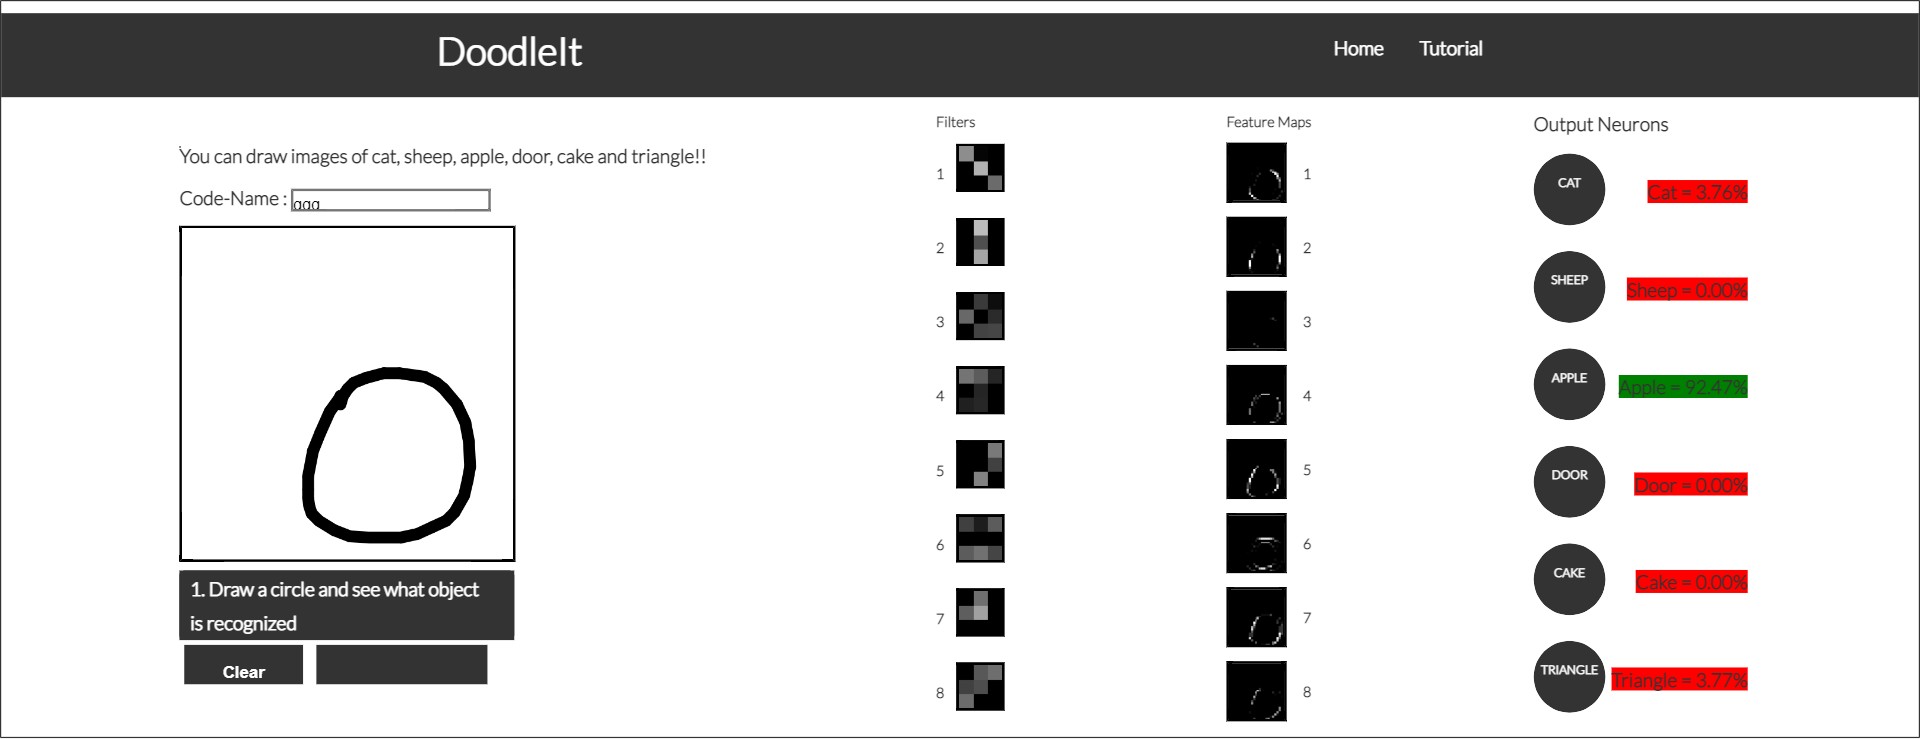 DoodleIt
Home Tutorial
You can draw images of cat, sheep, apple, door, cake and triangle!!
Code-Name :
1. Draw a circle and see what object
is recognized
Clear
Filters
1
2
3
4
5
6
7
8
Feature Maps
1
2
3
4
5
6
7
8
Output Neurons
CAT Cat = 3.76%
SHEEP Sheep = 0.00%
APPLE Apple = 92.47%
DOOR Door = 0.00%
CAKE Cake = 0.00%
TRIANGLE Triangle = 3.77%